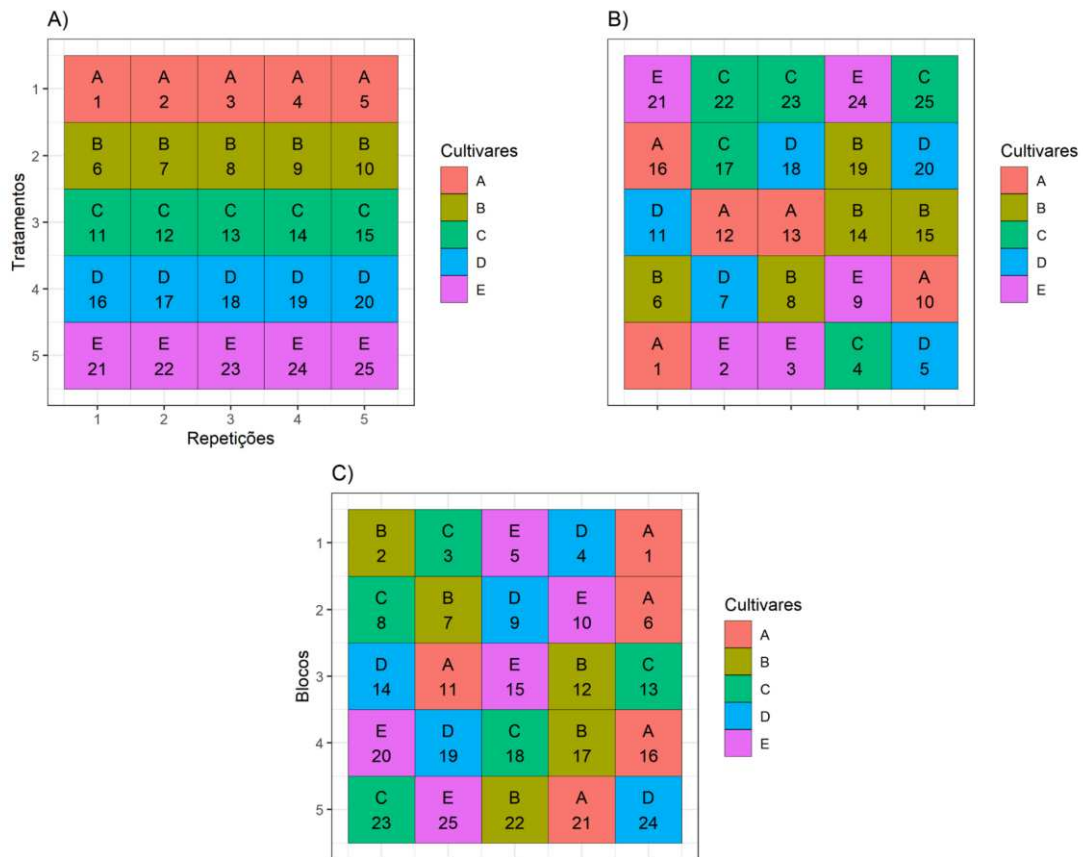 A)
A A A A A
1 2 3 4 5
B B B B B
6 7 8 9 10
C C C C C
11 12 13 14 15
D D D D D
16 17 18 19 20
E E E E E
21 22 23 24 25
1
2
3
4
5
Tratamentos
1 2 3 4 5
Repetições
Cultivares
A
B
C
D
E
B)
E C C E C
21 22 23 24 25
A C D B D
16 17 18 19 20
D A A B B
11 12 13 14 15
B D B E A
6 7 8 9 10
A E E C D
1 2 3 4 5
Cultivares
A
B
C
D
E
C)
B C E D A
2 3 5 4 1
C B D E A
8 7 9 10 6
D A E B C
14 11 15 12 13
E D C B A
20 19 18 17 16
C E B A D
23 25 22 21 24
1
2
3
4
5
Blocos
Cultivares
A
B
C
D
E